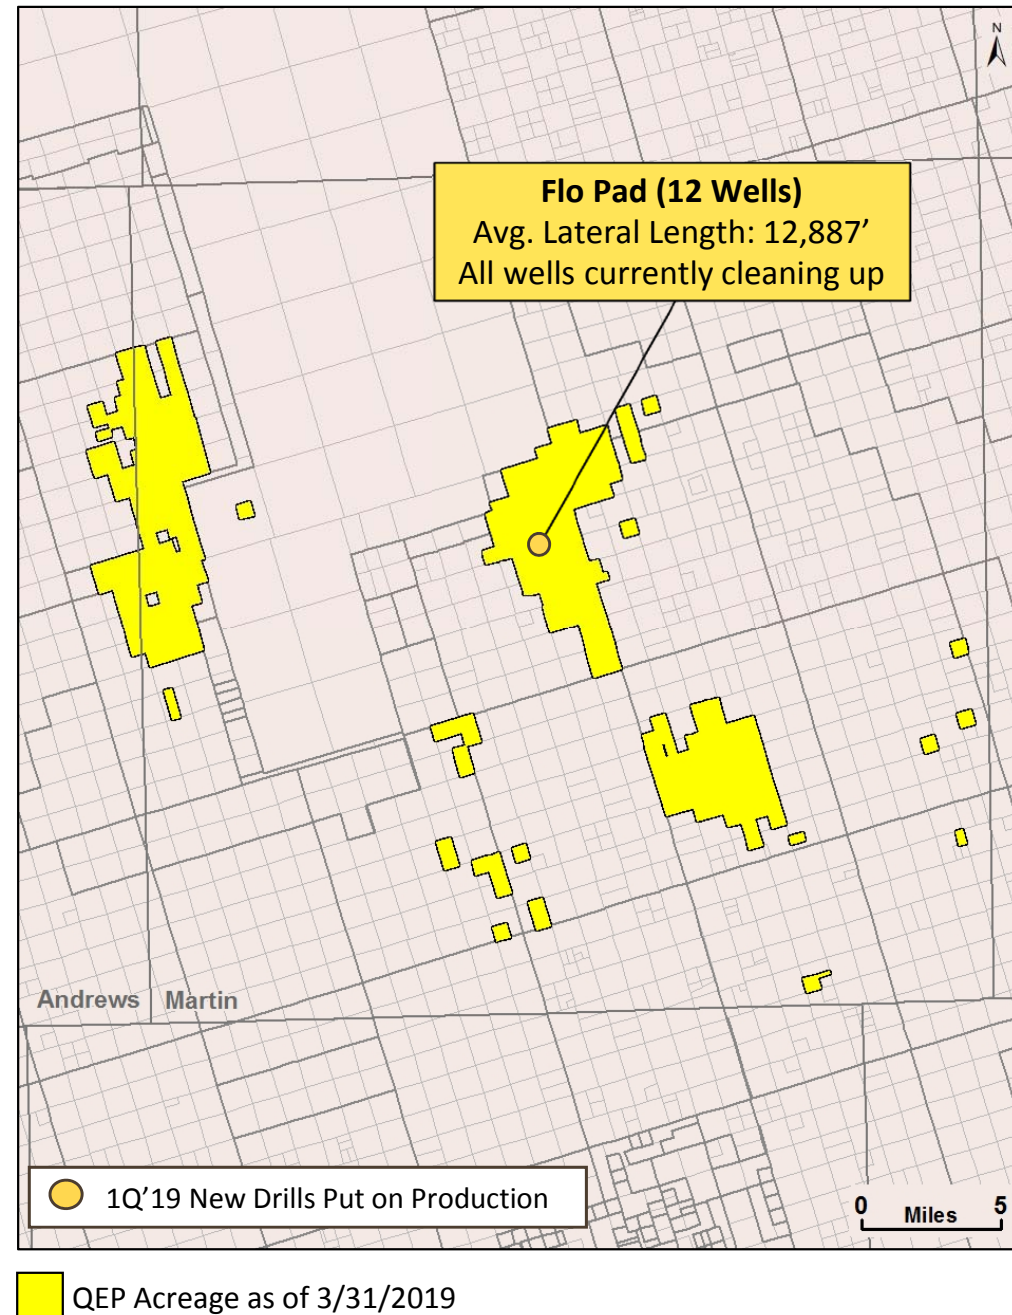 N
Flo Pad (12 Wells)
Avg. Lateral Length: 12,887’
All wells currently cleaning up
Andrews Martin
1Q’19 New Drills Put on Production
0 Miles 5
QEP Acreage as of 3/31/2019